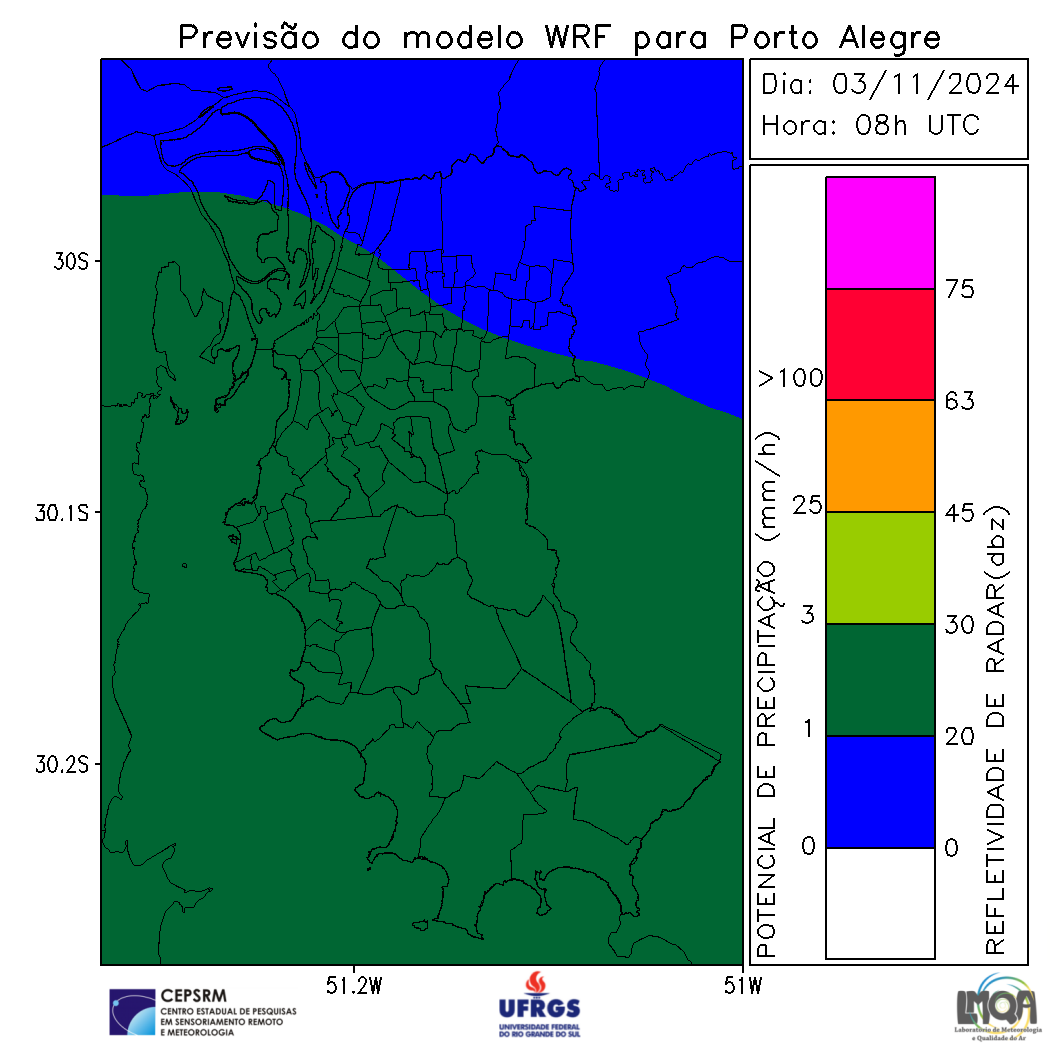 Previsão do modelo WRF para Porto Alegre
Dia: 03/11/2024
Hora: 08h UTC
30S
30.1S
30.2S
51.2W
51W
POTENCIAL DE PRECIPITAÇÃO (mm/h)
>100
25
3
1
0
75
63
45
30
20
0
REFLETIVIDADE DE RADAR(dbz)
CEPSRM
CENTRO ESTADUAL DE PESQUISAS
EM SENSORIAMENTO REMOTO
E METEOROLOGIA
UFRGS
UNIVERSIDADE FEDERAL
DO RIO GRANDE DO SUL
LMQA
Laboratório de Meteorologia
e Qualidade do Ar